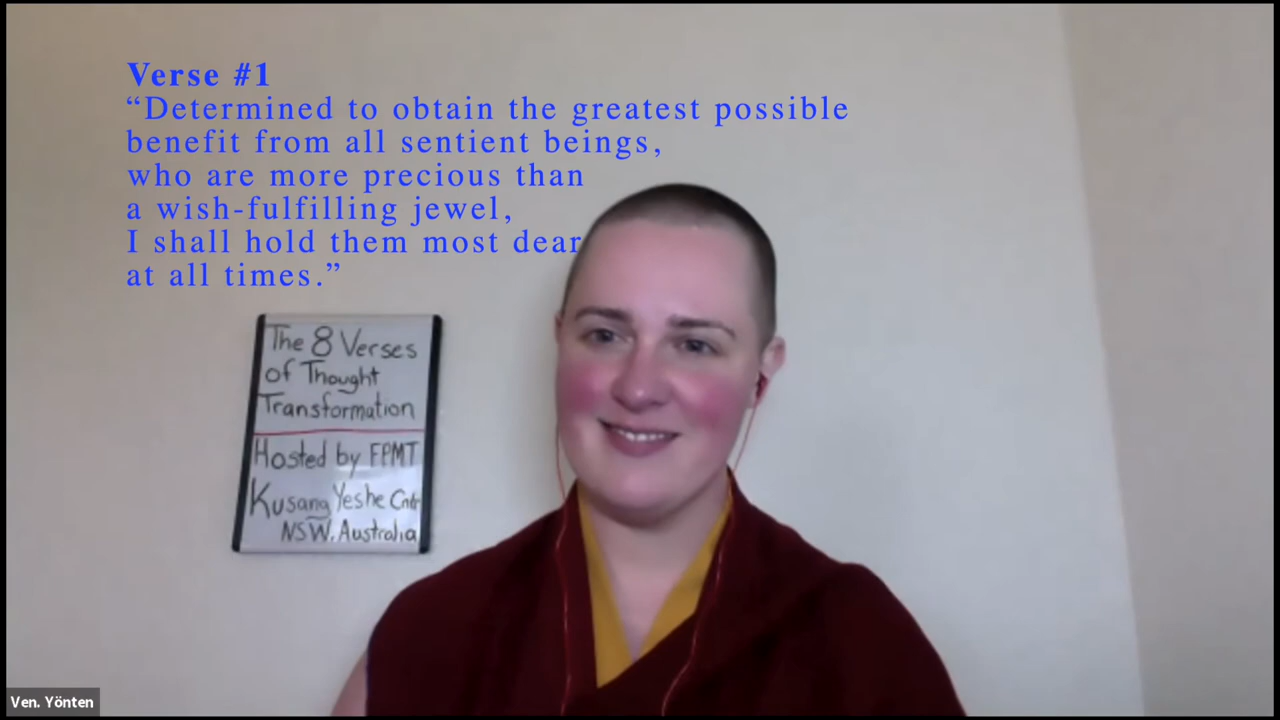 Verse #1
“Determined to obtain the greatest possible
benefit from all sentient beings,
who are more precious than
a wish-fulfilling jewel,
I shall hold them most dear
at all times.”
The 8 Verses
of Thought
Transformation
Hosted by FPMT
Kusang Yeshe Cntr
NSW, Australia
Ven. Yönten